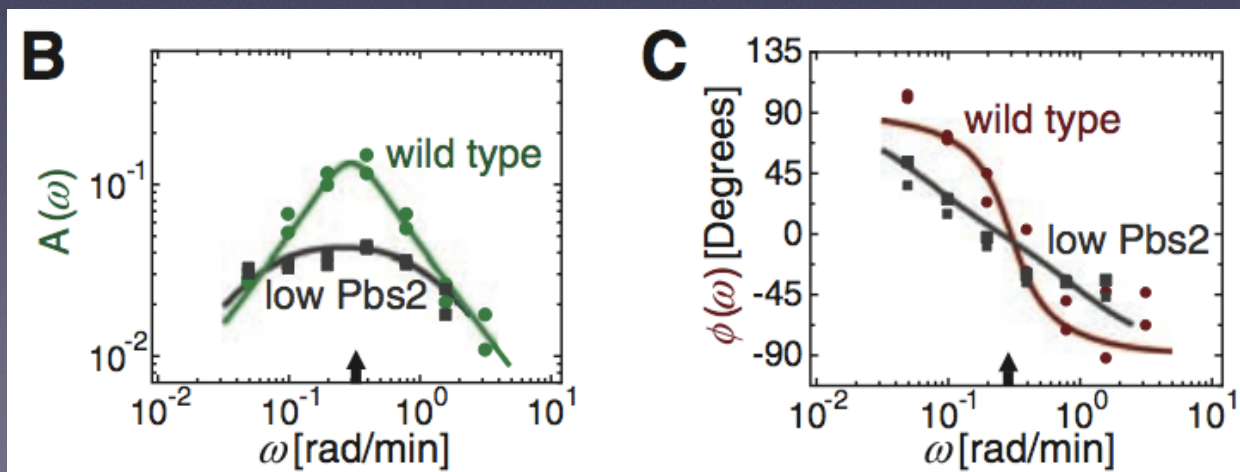 B
A(ω)
10⁻¹
10⁻²
wild type
low Pbs2
10⁻² 10⁻¹ 10⁰ 10¹
ω[rad/min]
C
ϕ(ω) [Degrees]
135
90
45
0
-45
-90
wild type
low Pbs2
10⁻² 10⁻¹ 10⁰ 10¹
ω[rad/min]